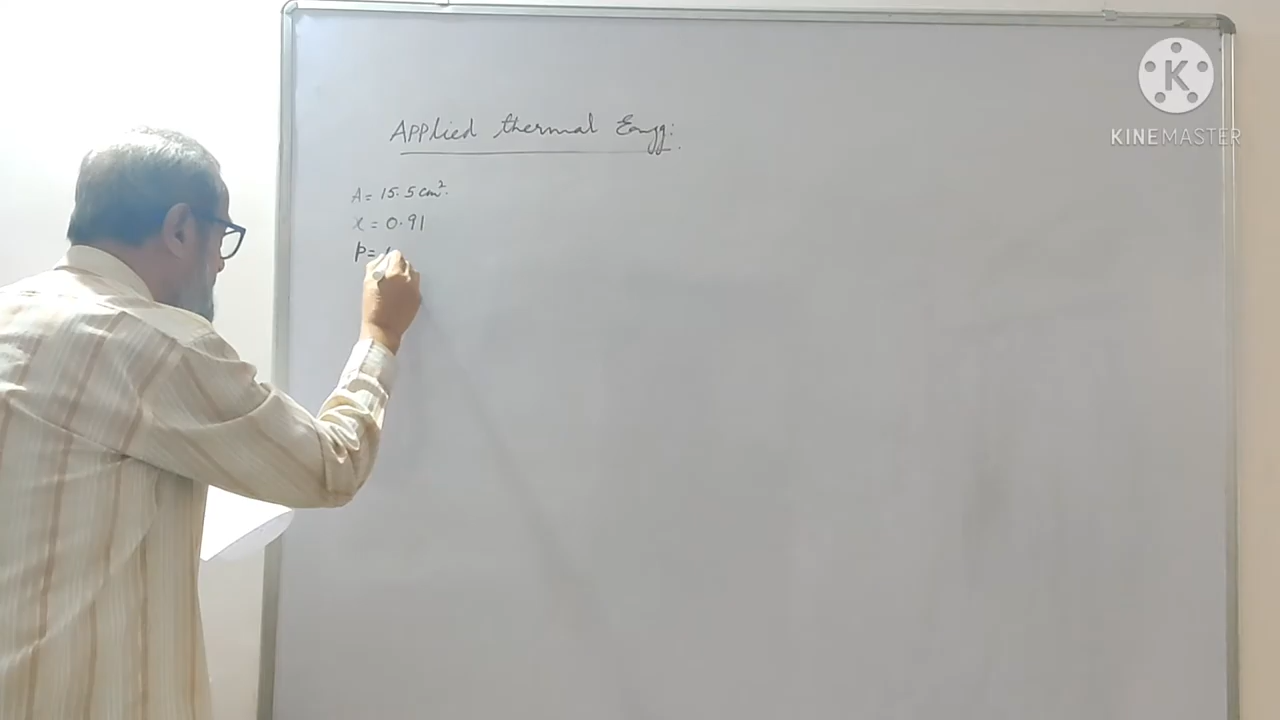 Applied thermal Engg:
A = 15.5 cm².
x = 0.91
P =
K
KINEMASTER